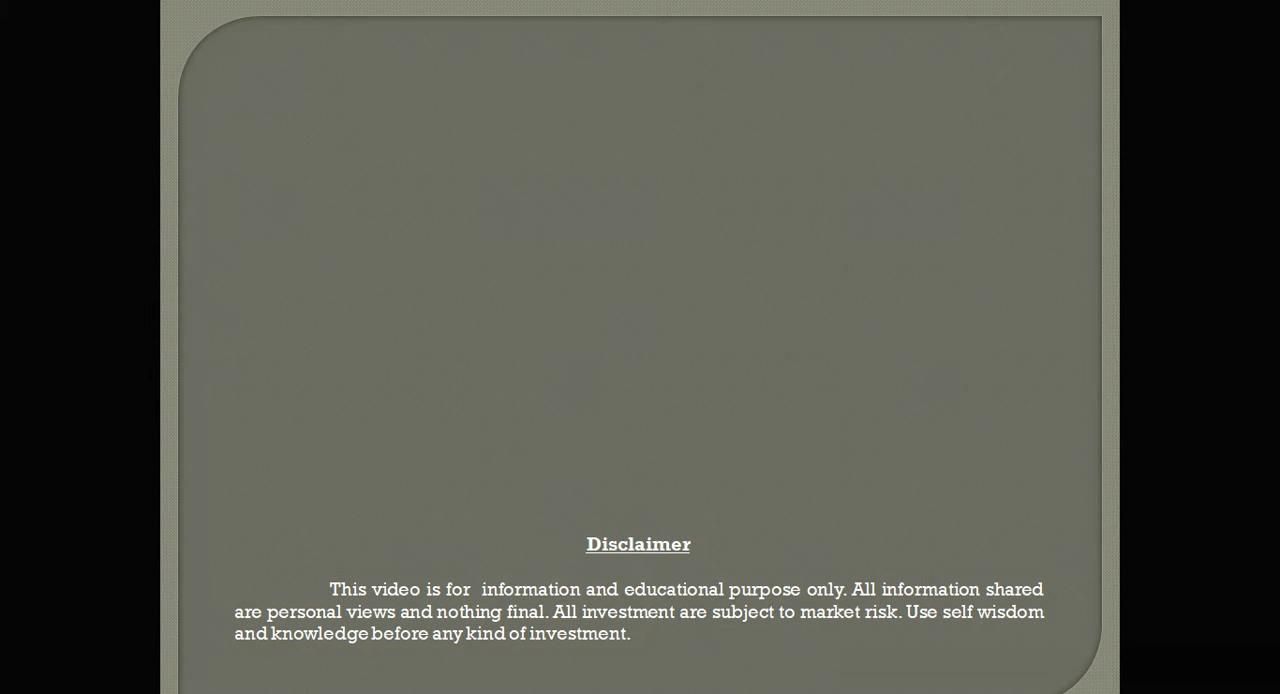 Disclaimer
This video is for  information and educational purpose only. All information shared
are personal views and nothing final. All investment are subject to market risk. Use self wisdom
and knowledge before any kind of investment.